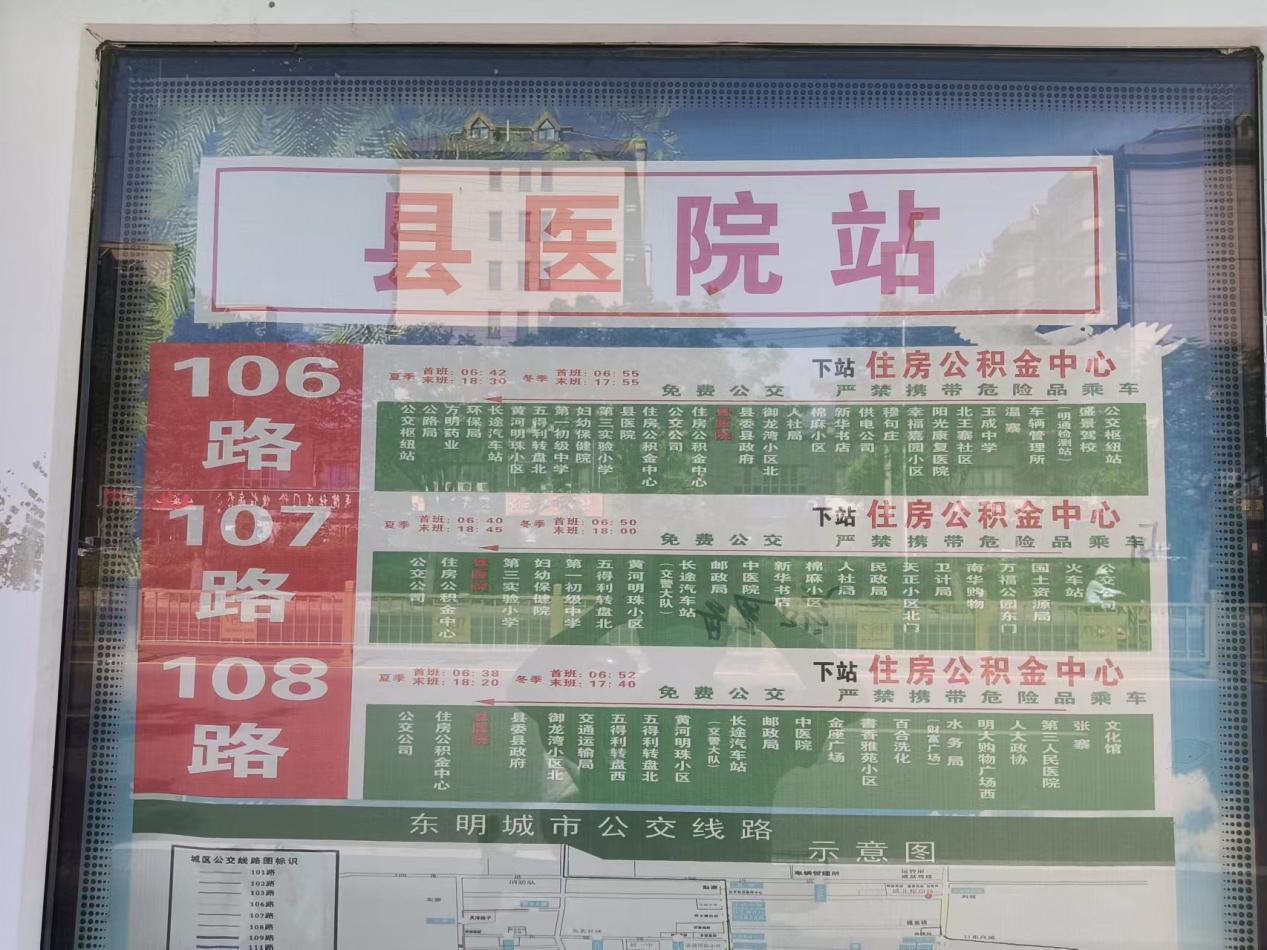 县医院站
106路
夏季 首班:06:42 末班:18:30 冬季 首班:06:55 末班:17:55
下站 住房公积金中心
免费公交 严禁携带危险品乘车
公交枢纽站
公路局
方明药业
环保局
长途汽车站
黄河明珠小区
五得利转盘北
第一初级中学
妇幼保健院
第三实验小学
县医院
住房公积金中心
公交公司
住房公积金中心
县医院
县委县政府
御龙湾小区北
人社局
棉麻小区
新华书店
供电公司
穆旬庄
幸福嘉园小区
阳光康复医院
北王寨社区
玉成中学
温寨
车辆管理所
(明通检测站)
盛景驾校
公交枢纽站
107路
夏季 首班:06:40 末班:18:45 冬季 首班:06:50 末班:18:00
下站 住房公积金中心
免费公交 严禁携带危险品乘车
公交公司
住房公积金中心
县医院
第三实验小学
妇幼保健院
第一初级中学
五得利转盘北
黄河明珠小区
(交警大队)
长途汽车站
邮政局
中医院
新华书店
棉麻小区
人社局
民政局
天正小区北门
卫计局
南华购物
万福公园东门
国土资源局
火车站
公交公司
108路
夏季 首班:06:38 末班:18:20 冬季 首班:06:52 末班:17:40
下站 住房公积金中心
免费公交 严禁携带危险品乘车
公交公司
住房公积金中心
县医院
县委县政府
御龙湾小区北
交通运输局
五得利转盘西
五得利转盘北
黄河明珠小区
(交警大队)
长途汽车站
邮政局
中医院
金座广场
書香雅苑小区
百合洗化
(财富广场)
水务局
明大购物广场西
人大政协
第三人民医院
张寨
文化馆
东明城市公交线路
示意图
城区公交线路图标识
101路
102路
103路
106路
107路
108路
109路
111路
消防队
车辆管理所